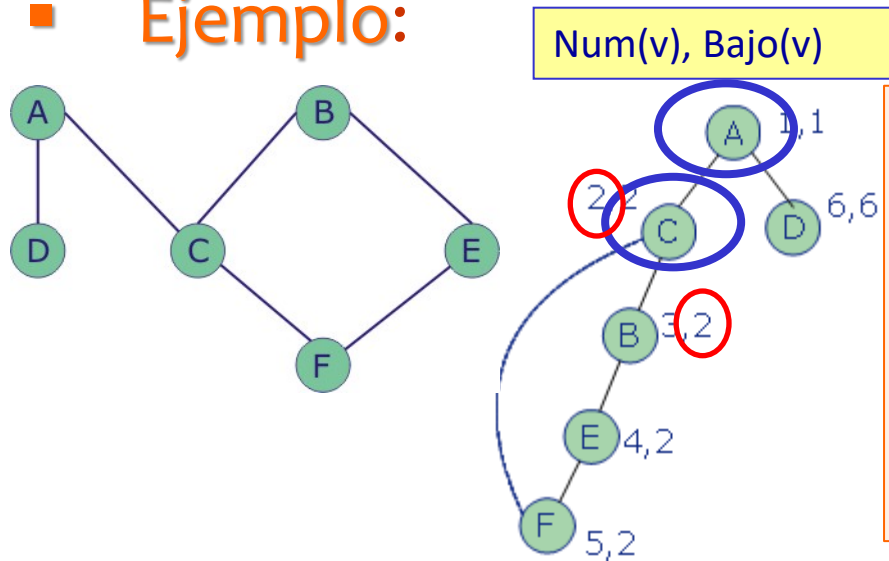 ▪ Ejemplo:
Num(v), Bajo(v)
A
B
D
C
E
F
A 1,1
2,2 C
D 6,6
B 3,2
E 4,2
F 5,2